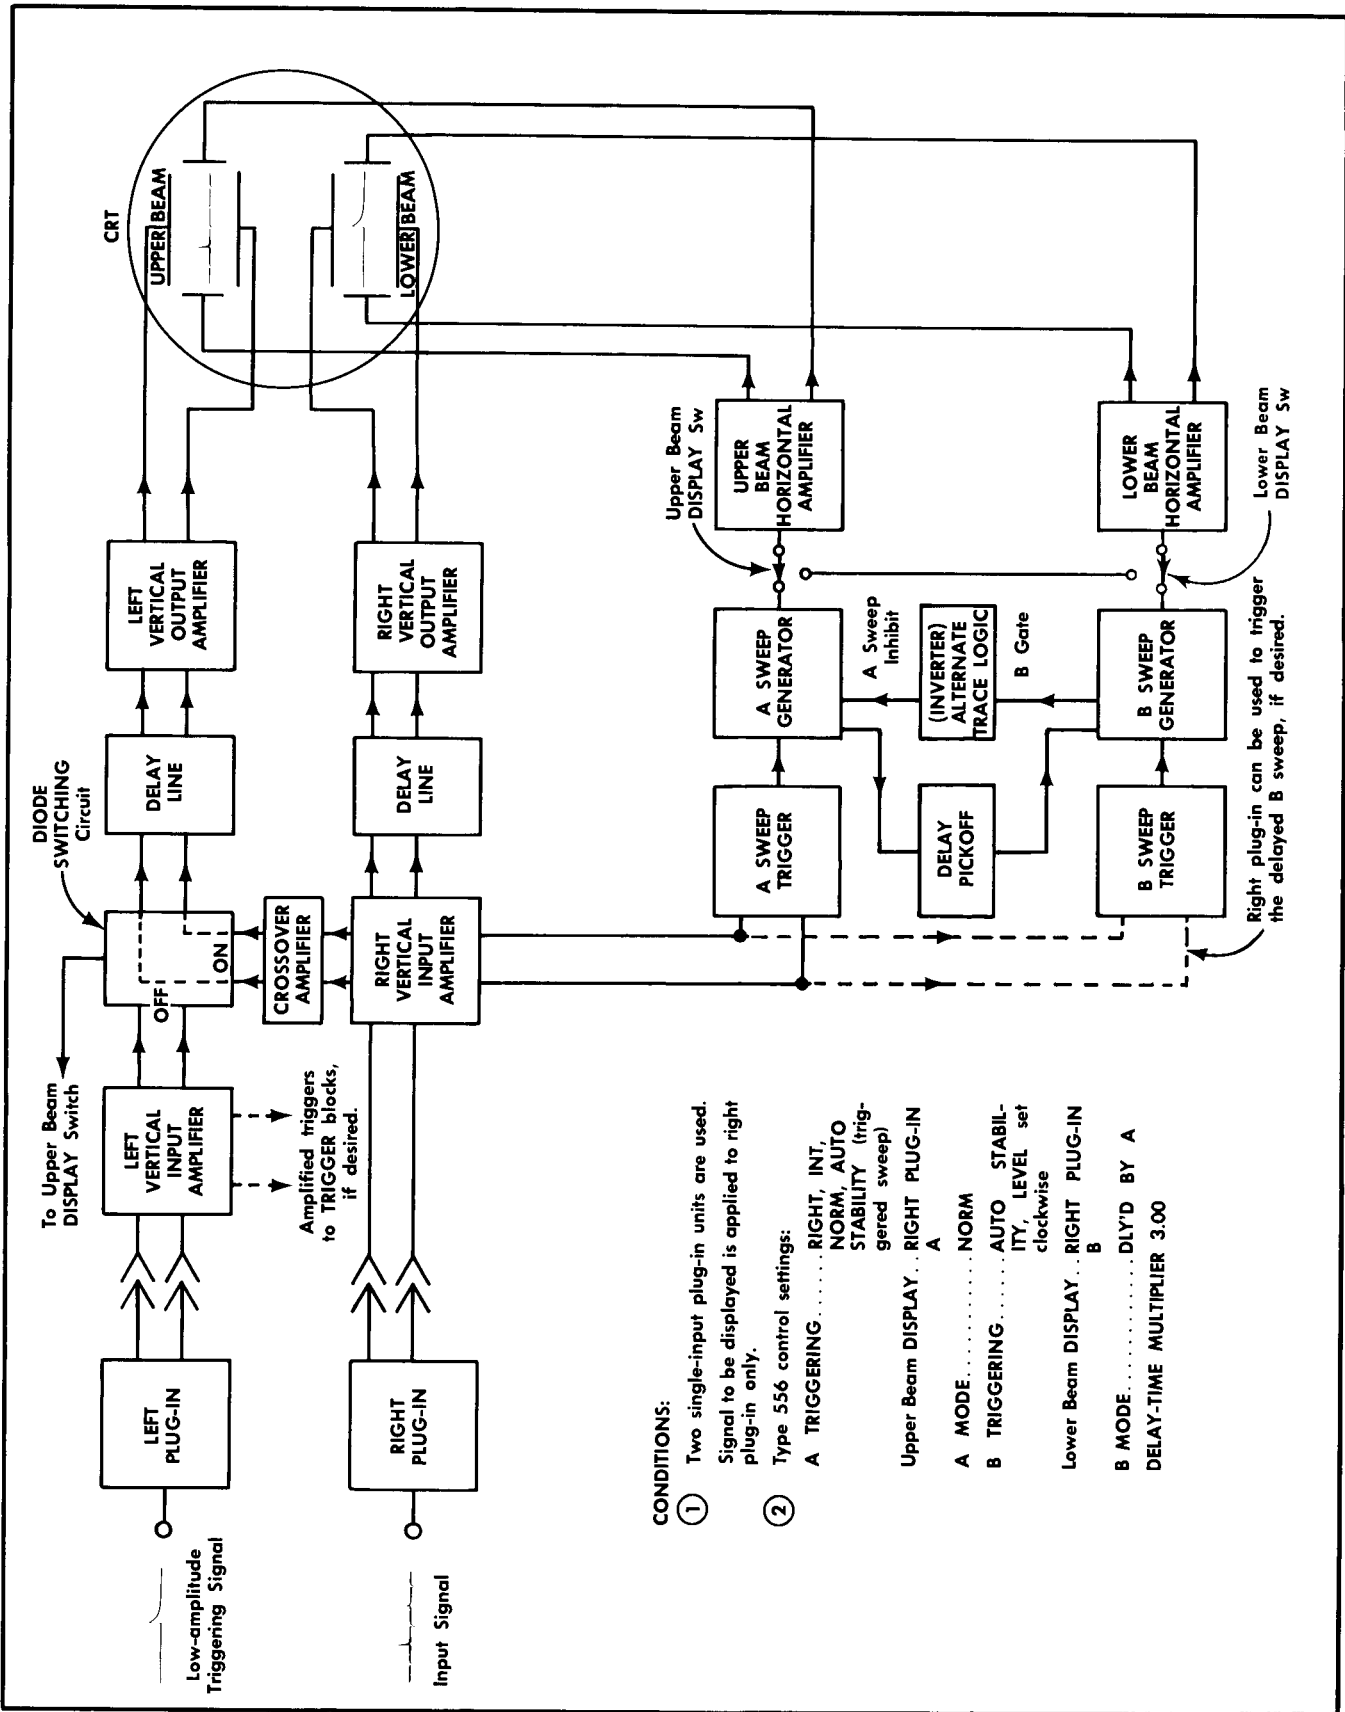 CRT
UPPER BEAM
LOWER BEAM
DIODE
SWITCHING
Circuit
To Upper Beam
DISPLAY Switch
LEFT
PLUG-IN
LEFT
VERTICAL
INPUT
AMPLIFIER
OFF
ON
DELAY
LINE
LEFT
VERTICAL
OUTPUT
AMPLIFIER
Low-amplitude
Triggering Signal
Amplified triggers
to TRIGGER blocks,
if desired.
CROSSOVER
AMPLIFIER
RIGHT
PLUG-IN
RIGHT
VERTICAL
INPUT
AMPLIFIER
DELAY
LINE
RIGHT
VERTICAL
OUTPUT
AMPLIFIER
Input Signal
Upper Beam
DISPLAY Sw
A SWEEP
TRIGGER
A SWEEP
GENERATOR
UPPER
BEAM
HORIZONTAL
AMPLIFIER
A Sweep
Inhibit
DELAY
PICKOFF
(INVERTER)
ALTERNATE
TRACE LOGIC
B Gate
B SWEEP
TRIGGER
B SWEEP
GENERATOR
LOWER
BEAM
HORIZONTAL
AMPLIFIER
Lower Beam
DISPLAY Sw
Right plug-in can be used to trigger
the delayed B sweep, if desired.
CONDITIONS:
1 Two single-input plug-in units are used.
Signal to be displayed is applied to right
plug-in only.
2 Type 556 control settings:
A TRIGGERING.......RIGHT, INT,
NORM, AUTO
STABILITY (trig-
gered sweep)
Upper Beam DISPLAY..RIGHT PLUG-IN
A
A MODE...........NORM
B TRIGGERING......AUTO STABIL-
ITY, LEVEL set
clockwise
Lower Beam DISPLAY..RIGHT PLUG-IN
B
B MODE...........DLY'D BY A
DELAY-TIME MULTIPLIER 3.00